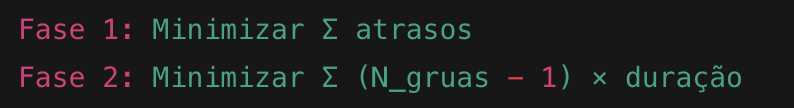 Fase 1: Minimizar Σ atrasos
Fase 2: Minimizar Σ (N_gruas − 1) × duração